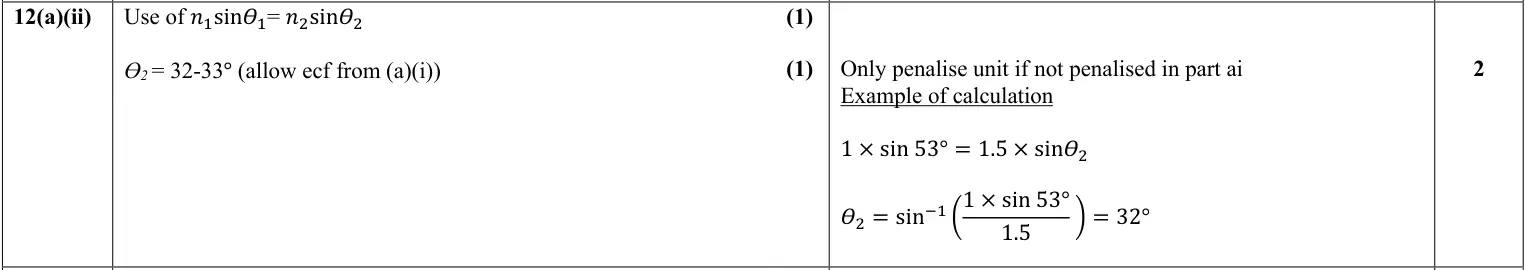 12(a)(ii) Use of n₁sinθ₁= n₂sinθ₂ (1)
ϴ₂ = 32-33° (allow ecf from (a)(i)) (1) Only penalise unit if not penalised in part ai 2
Example of calculation
1 × sin 53° = 1.5 × sinθ₂
θ₂ = sin⁻¹ (1 × sin 53° / 1.5) = 32°